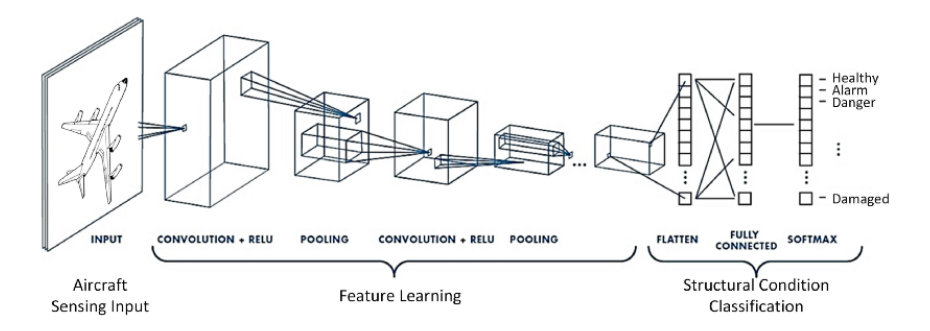 Healthy
Alarm
Danger
Damaged
INPUT
CONVOLUTION + RELU
POOLING
CONVOLUTION + RELU
POOLING
FLATTEN
FULLY
CONNECTED
SOFTMAX
Aircraft
Sensing Input
Feature Learning
Structural Condition
Classification